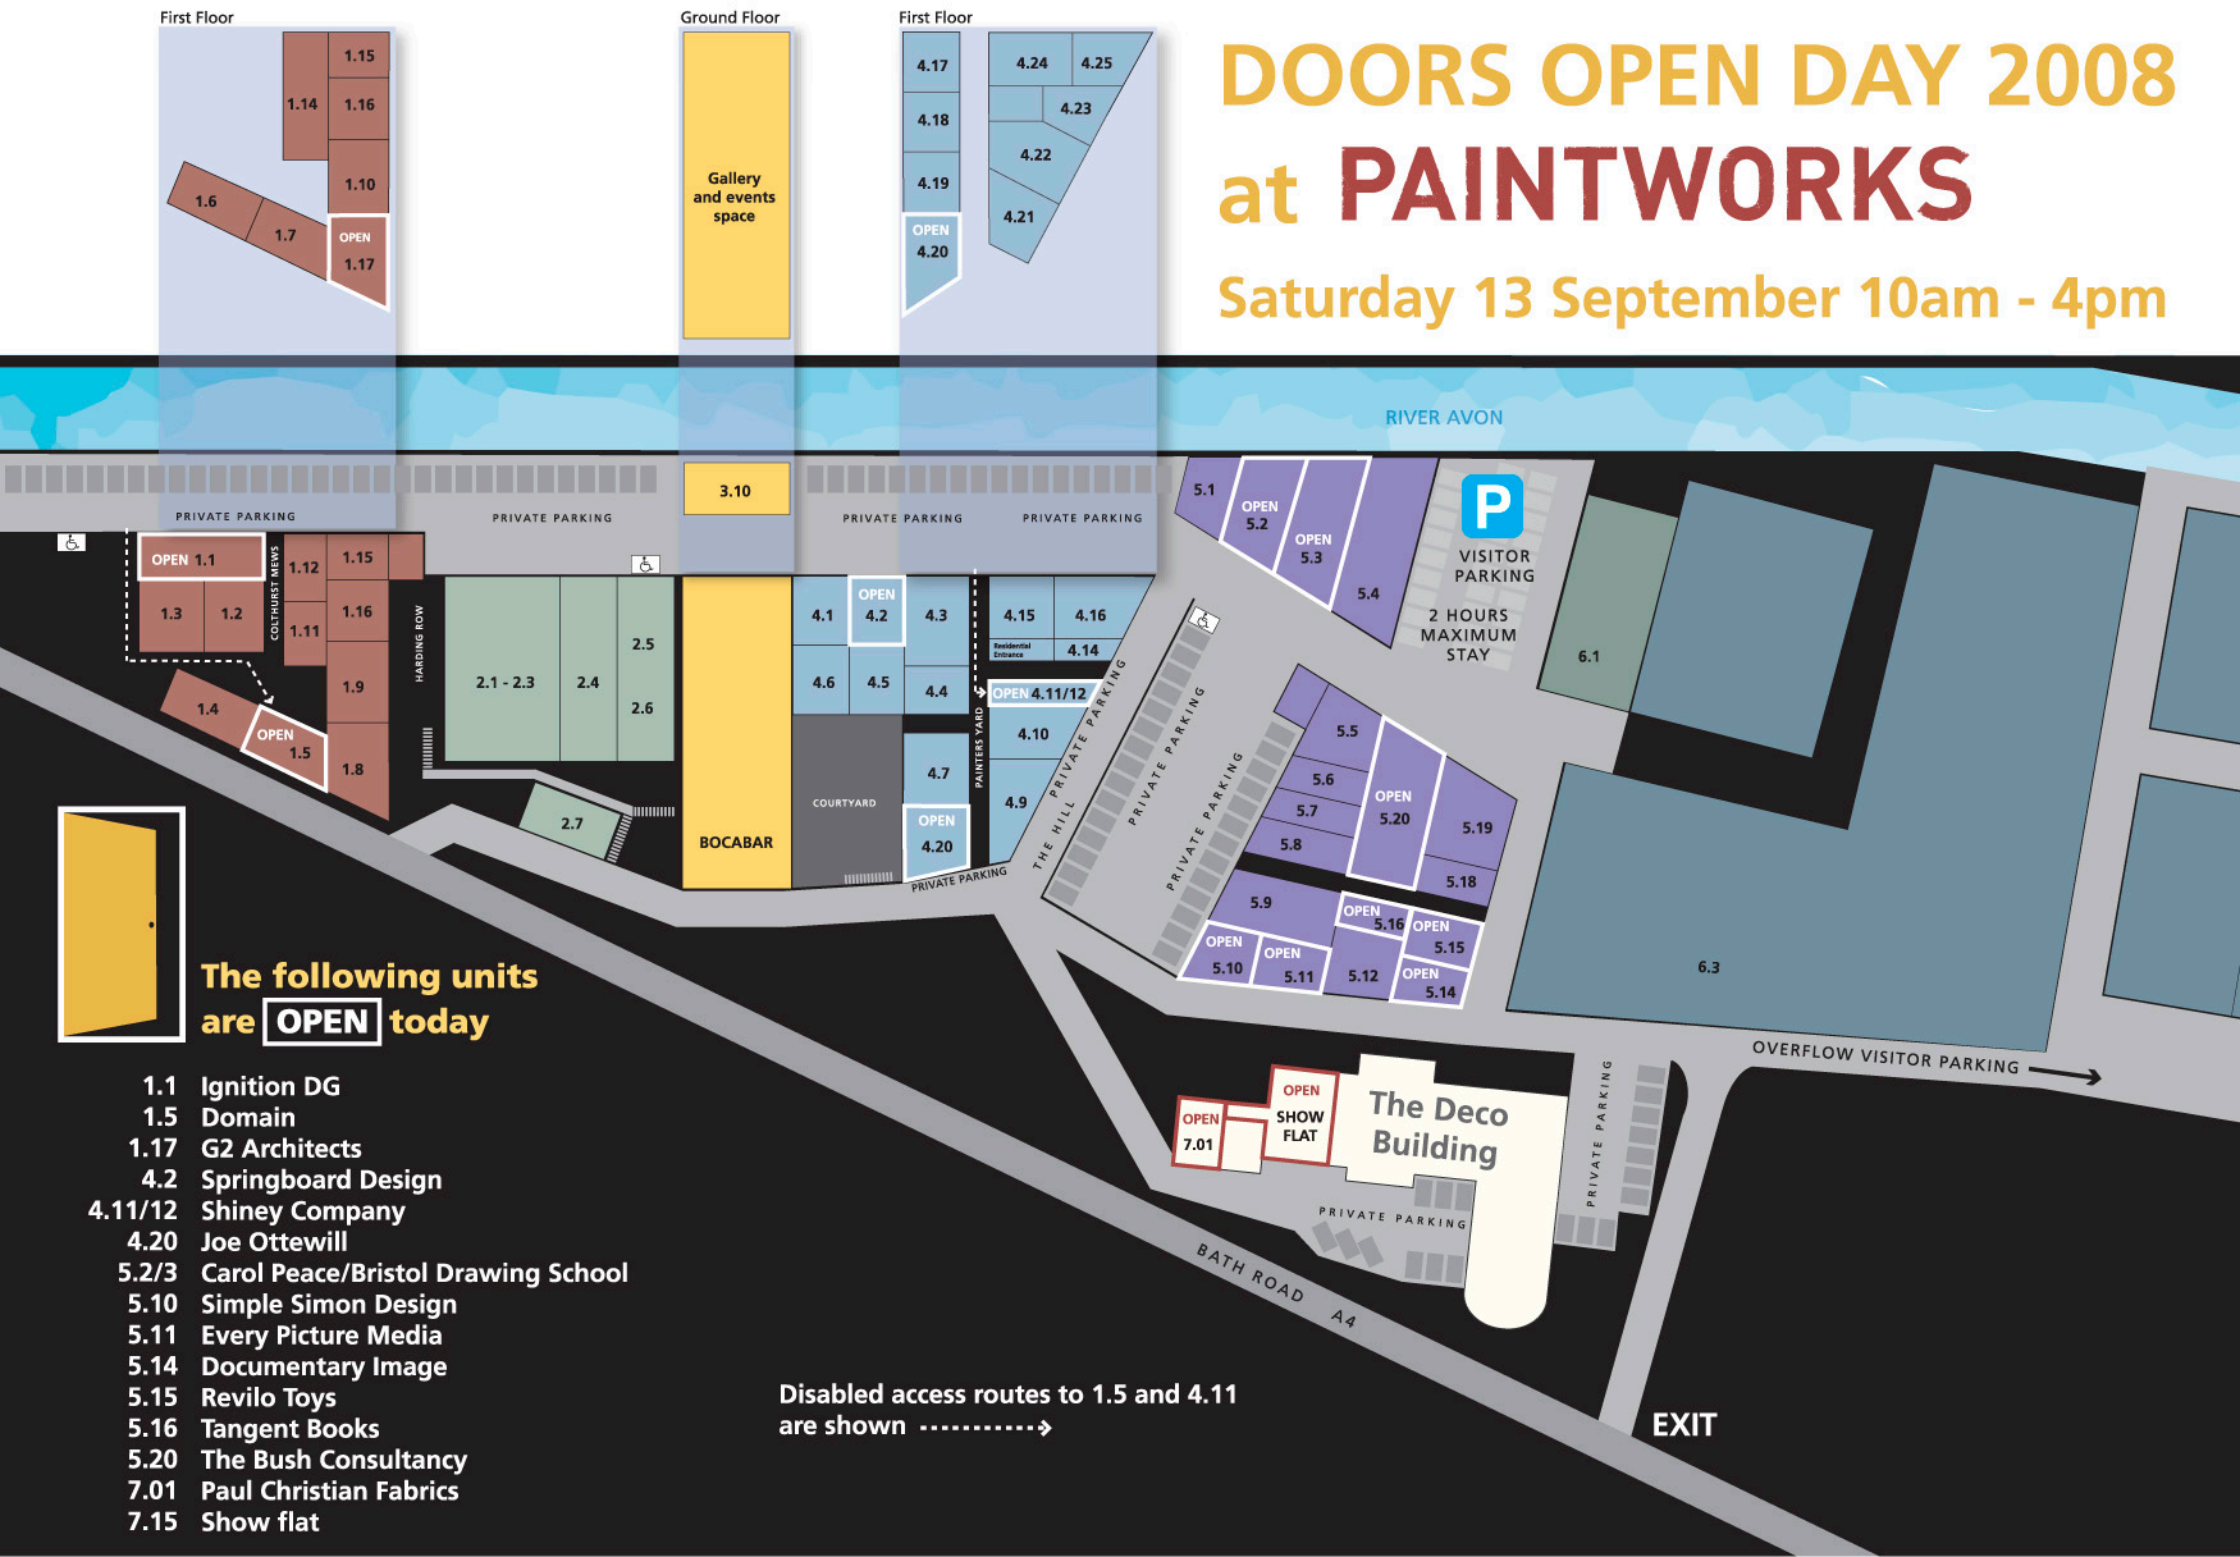 First Floor
Ground Floor
First Floor
DOORS OPEN DAY 2008
at PAINTWORKS
Saturday 13 September 10am - 4pm
1.15
1.14
1.16
1.10
1.6
1.7
OPEN
1.17
Gallery
and events
space
4.17
4.18
4.19
OPEN
4.20
4.24
4.25
4.23
4.22
4.21
RIVER AVON
3.10
PRIVATE PARKING
PRIVATE PARKING
PRIVATE PARKING
PRIVATE PARKING
OPEN 1.1
1.3
1.2
COLTHURST MEWS
1.12
1.11
1.15
1.16
1.9
1.8
1.4
OPEN
1.5
HARDING ROW
2.1 - 2.3
2.4
2.5
2.6
2.7
BOCABAR
4.1
OPEN
4.2
4.3
4.6
4.5
4.4
COURTYARD
4.7
OPEN
4.20
PAINTERS YARD
4.15
4.16
Residential
Entrance
4.14
OPEN 4.11/12
4.10
4.9
PRIVATE PARKING
THE HILL
PRIVATE PARKING
PRIVATE PARKING
PRIVATE PARKING
5.1
OPEN
5.2
OPEN
5.3
5.4
P
VISITOR
PARKING
2 HOURS
MAXIMUM
STAY
5.5
5.6
5.7
5.8
OPEN
5.20
5.19
5.18
5.9
OPEN
5.16
OPEN
5.15
OPEN
5.10
OPEN
5.11
5.12
OPEN
5.14
6.1
6.3
OVERFLOW VISITOR PARKING
OPEN
7.01
OPEN
SHOW
FLAT
The Deco
Building
PRIVATE PARKING
PRIVATE PARKING
BATH ROAD A4
EXIT
The following units
are OPEN today
1.1 Ignition DG
1.5 Domain
1.17 G2 Architects
4.2 Springboard Design
4.11/12 Shiney Company
4.20 Joe Ottewill
5.2/3 Carol Peace/Bristol Drawing School
5.10 Simple Simon Design
5.11 Every Picture Media
5.14 Documentary Image
5.15 Revilo Toys
5.16 Tangent Books
5.20 The Bush Consultancy
7.01 Paul Christian Fabrics
7.15 Show flat
Disabled access routes to 1.5 and 4.11
are shown